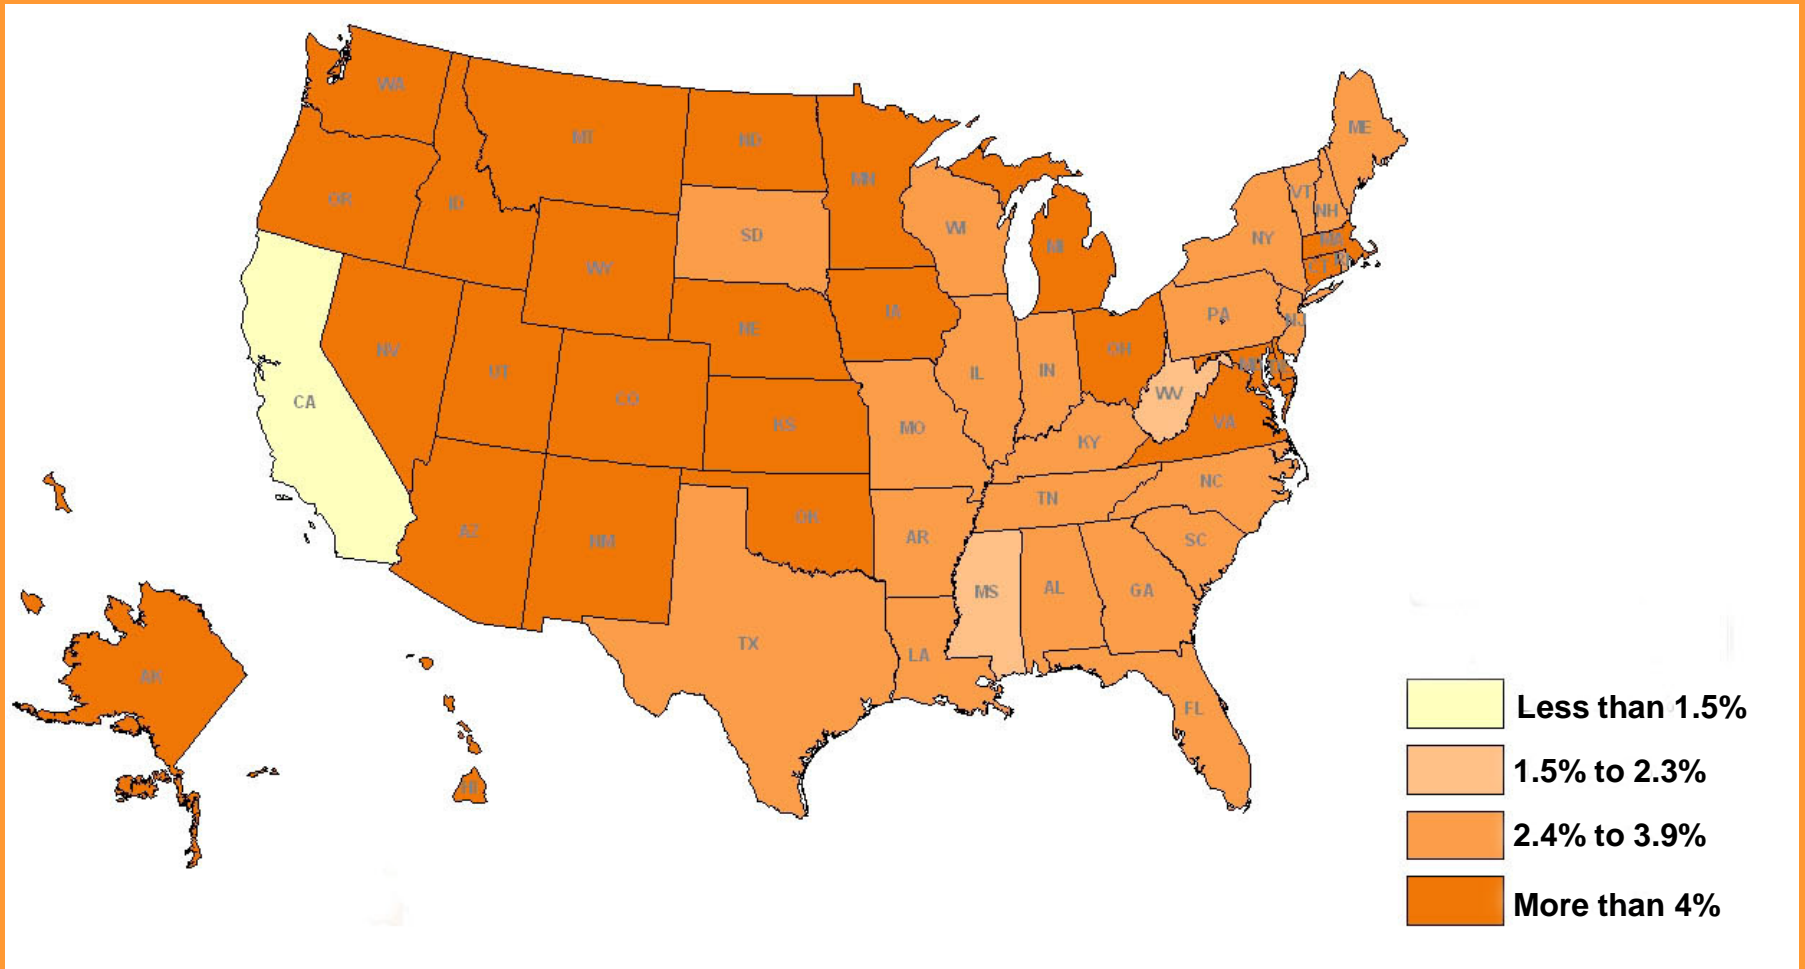 WA
MT
ND
MN
ME
OR
ID
SD
WI
VT
NH
NY
MA
MI
WY
CT
RI
IA
NE
PA
NJ
NV
OH
UT
IL
IN
MD
DE
CA
CO
WV
KS
MO
VA
KY
NC
TN
AZ
OK
NM
AR
SC
MS
AL
GA
TX
LA
AK
FL
HI
Less than 1.5%
1.5% to 2.3%
2.4% to 3.9%
More than 4%